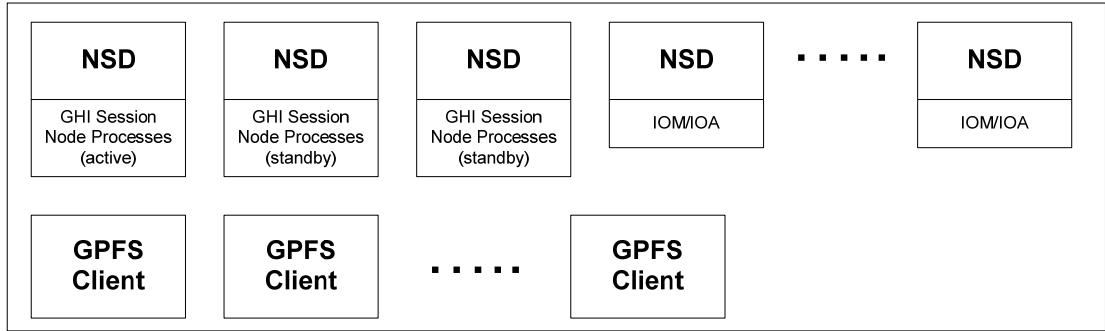 NSD
GHI Session
Node Processes
(active)
NSD
GHI Session
Node Processes
(standby)
NSD
GHI Session
Node Processes
(standby)
NSD
IOM/IOA
.....
NSD
IOM/IOA
GPFS
Client
GPFS
Client
.....
GPFS
Client